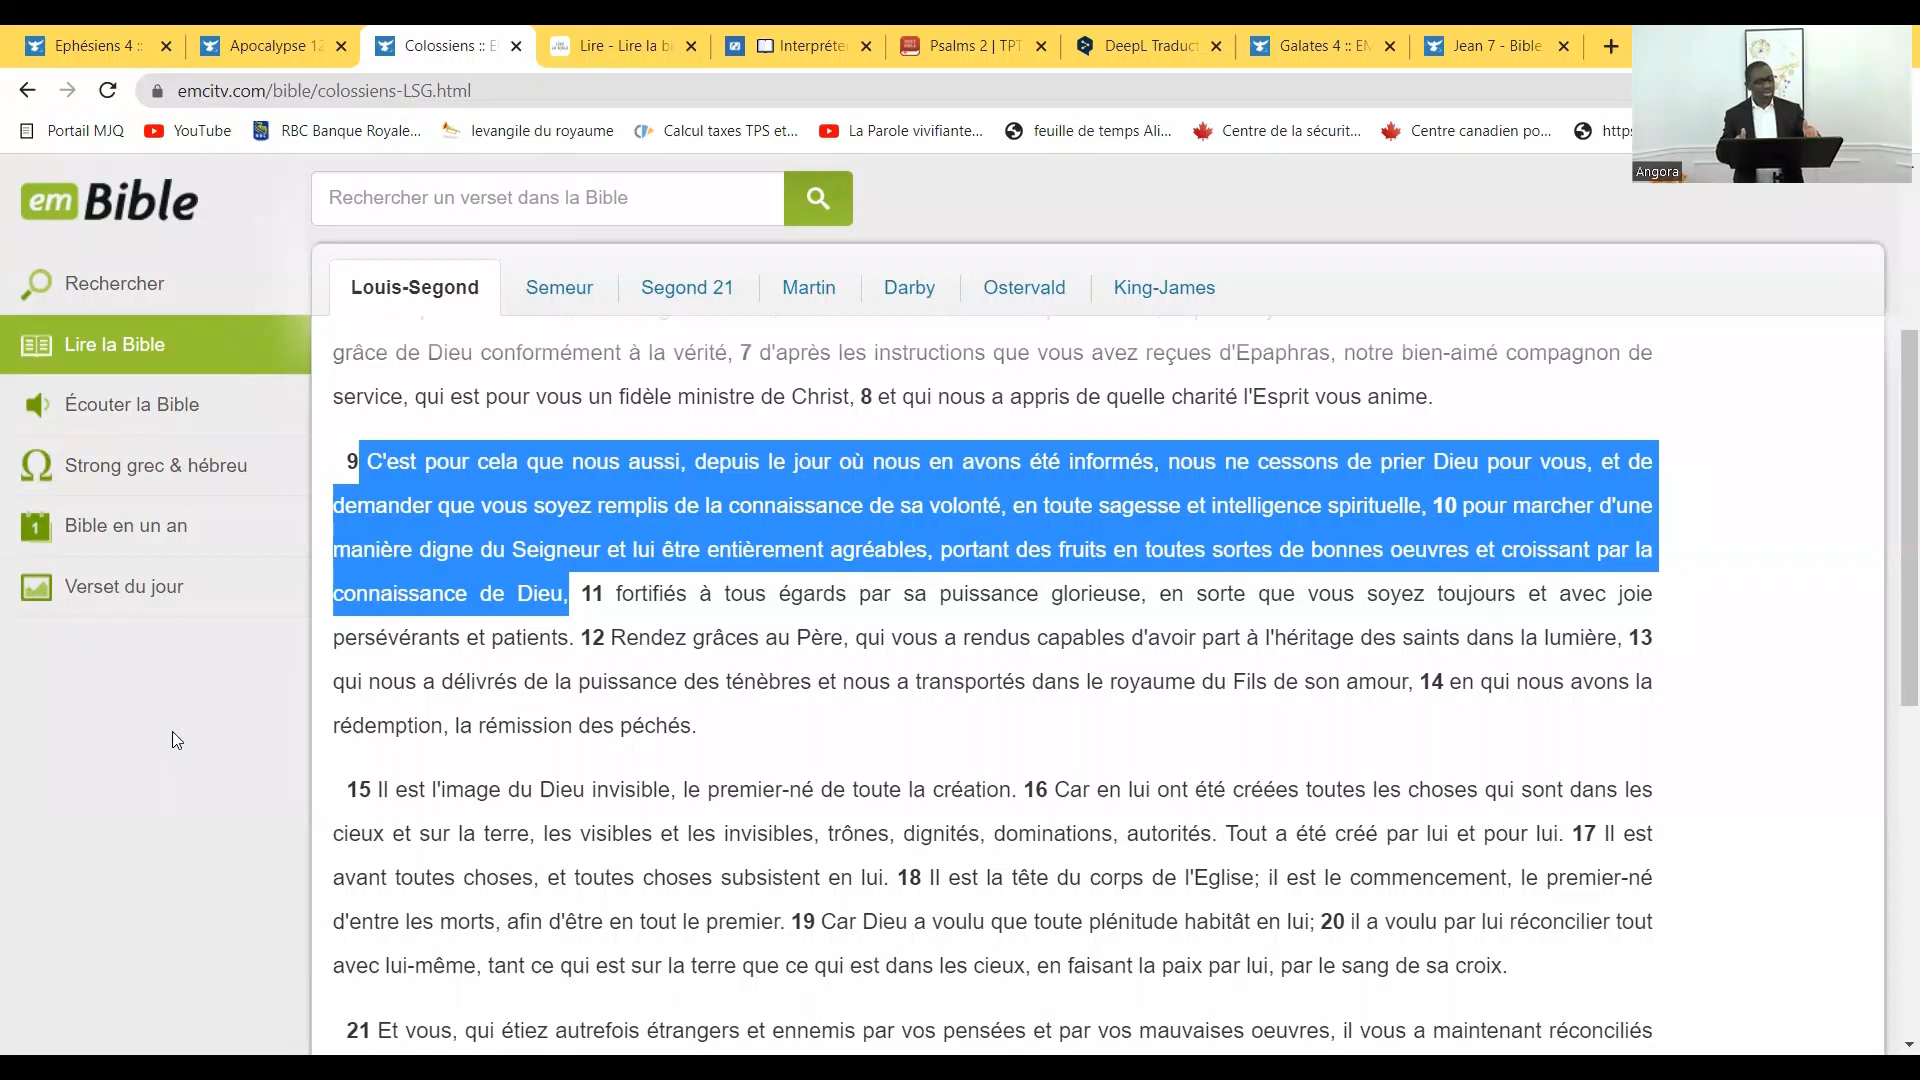 Ephésiens 4 ::
Apocalypse 12
Colossiens :: E
Lire - Lire la b
Interpréte
Psalms 2 | TPT
DeepL Traduct
Galates 4 :: EM
Jean 7 - Bible
emcitv.com/bible/colossiens-LSG.html
Portail MJQ
YouTube
RBC Banque Royale...
levangile du royaume
Calcul taxes TPS et...
La Parole vivifiante...
feuille de temps Ali...
Centre de la sécurit...
Centre canadien po...
https
Angora
em Bible
Rechercher un verset dans la Bible
Rechercher
Lire la Bible
Écouter la Bible
Strong grec & hébreu
1
Bible en un an
Verset du jour
Louis-Segond
Semeur
Segond 21
Martin
Darby
Ostervald
King-James
grâce de Dieu conformément à la vérité, 7 d'après les instructions que vous avez reçues d'Epaphras, notre bien-aimé compagnon de
service, qui est pour vous un fidèle ministre de Christ, 8 et qui nous a appris de quelle charité l'Esprit vous anime.
9 C'est pour cela que nous aussi, depuis le jour où nous en avons été informés, nous ne cessons de prier Dieu pour vous, et de
demander que vous soyez remplis de la connaissance de sa volonté, en toute sagesse et intelligence spirituelle, 10 pour marcher d'une
manière digne du Seigneur et lui être entièrement agréables, portant des fruits en toutes sortes de bonnes oeuvres et croissant par la
connaissance de Dieu, 11 fortifiés à tous égards par sa puissance glorieuse, en sorte que vous soyez toujours et avec joie
persévérants et patients. 12 Rendez grâces au Père, qui vous a rendus capables d'avoir part à l'héritage des saints dans la lumière, 13
qui nous a délivrés de la puissance des ténèbres et nous a transportés dans le royaume du Fils de son amour, 14 en qui nous avons la
rédemption, la rémission des péchés.
15 Il est l'image du Dieu invisible, le premier-né de toute la création. 16 Car en lui ont été créées toutes les choses qui sont dans les
cieux et sur la terre, les visibles et les invisibles, trônes, dignités, dominations, autorités. Tout a été créé par lui et pour lui. 17 Il est
avant toutes choses, et toutes choses subsistent en lui. 18 Il est la tête du corps de l'Eglise; il est le commencement, le premier-né
d'entre les morts, afin d'être en tout le premier. 19 Car Dieu a voulu que toute plénitude habitât en lui; 20 il a voulu par lui réconcilier tout
avec lui-même, tant ce qui est sur la terre que ce qui est dans les cieux, en faisant la paix par lui, par le sang de sa croix.
21 Et vous, qui étiez autrefois étrangers et ennemis par vos pensées et par vos mauvaises oeuvres, il vous a maintenant réconciliés